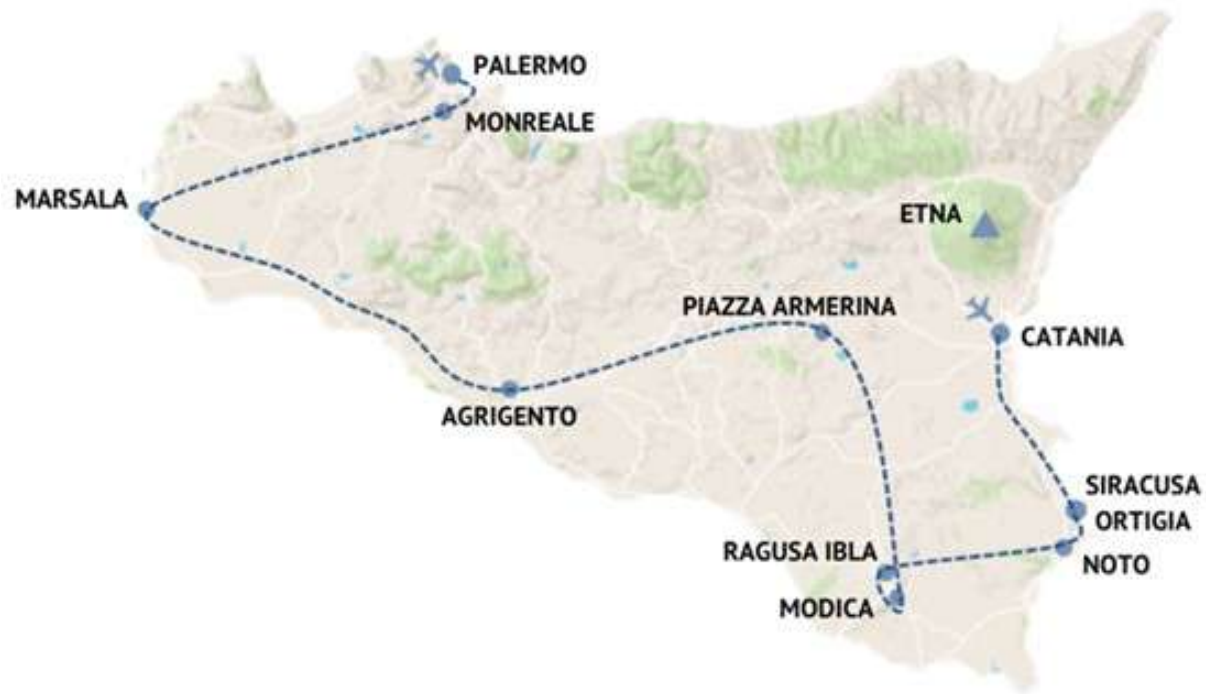 PALERMO
MONREALE
MARSALA
ETNA
PIAZZA ARMERINA
CATANIA
AGRIGENTO
SIRACUSA
ORTIGIA
RAGUSA IBLA
NOTO
MODICA